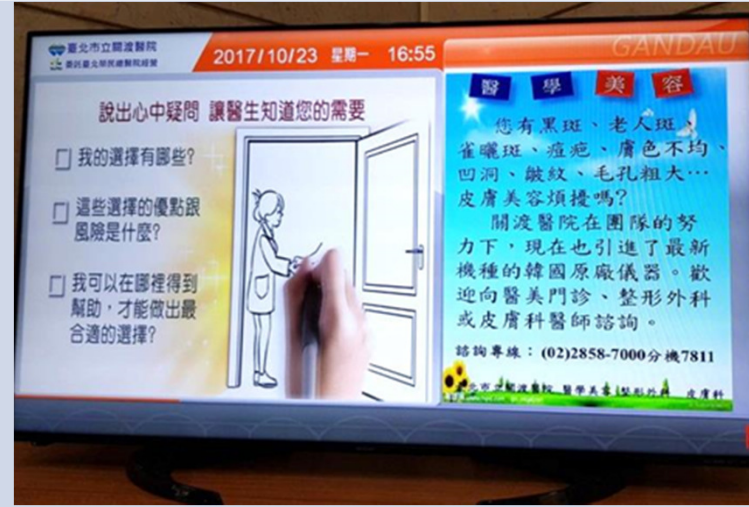 臺北市立關渡醫院
委託臺北榮民總醫院經營
2017/10/23 星期一 16:55
GANDAU
說出心中疑問 讓醫生知道您的需要
我的選擇有哪些?
這些選擇的優點跟
風險是什麼?
我可以在哪裡得到
幫助,才能做出最
合適的選擇?
醫學美容
您有黑斑、老人斑、
雀曬斑、痘疤、膚色不均、
凹洞、皺紋、毛孔粗大…
皮膚美容煩擾嗎?
關渡醫院在團隊的努
力下,現在也引進了最新
機種的韓國原廠儀器。歡
迎向醫美門診、整形外科
或皮膚科醫師諮詢。
諮詢專線:(02)2858-7000分機7811
北市立關渡醫院 醫學美容 整形外科 皮膚科